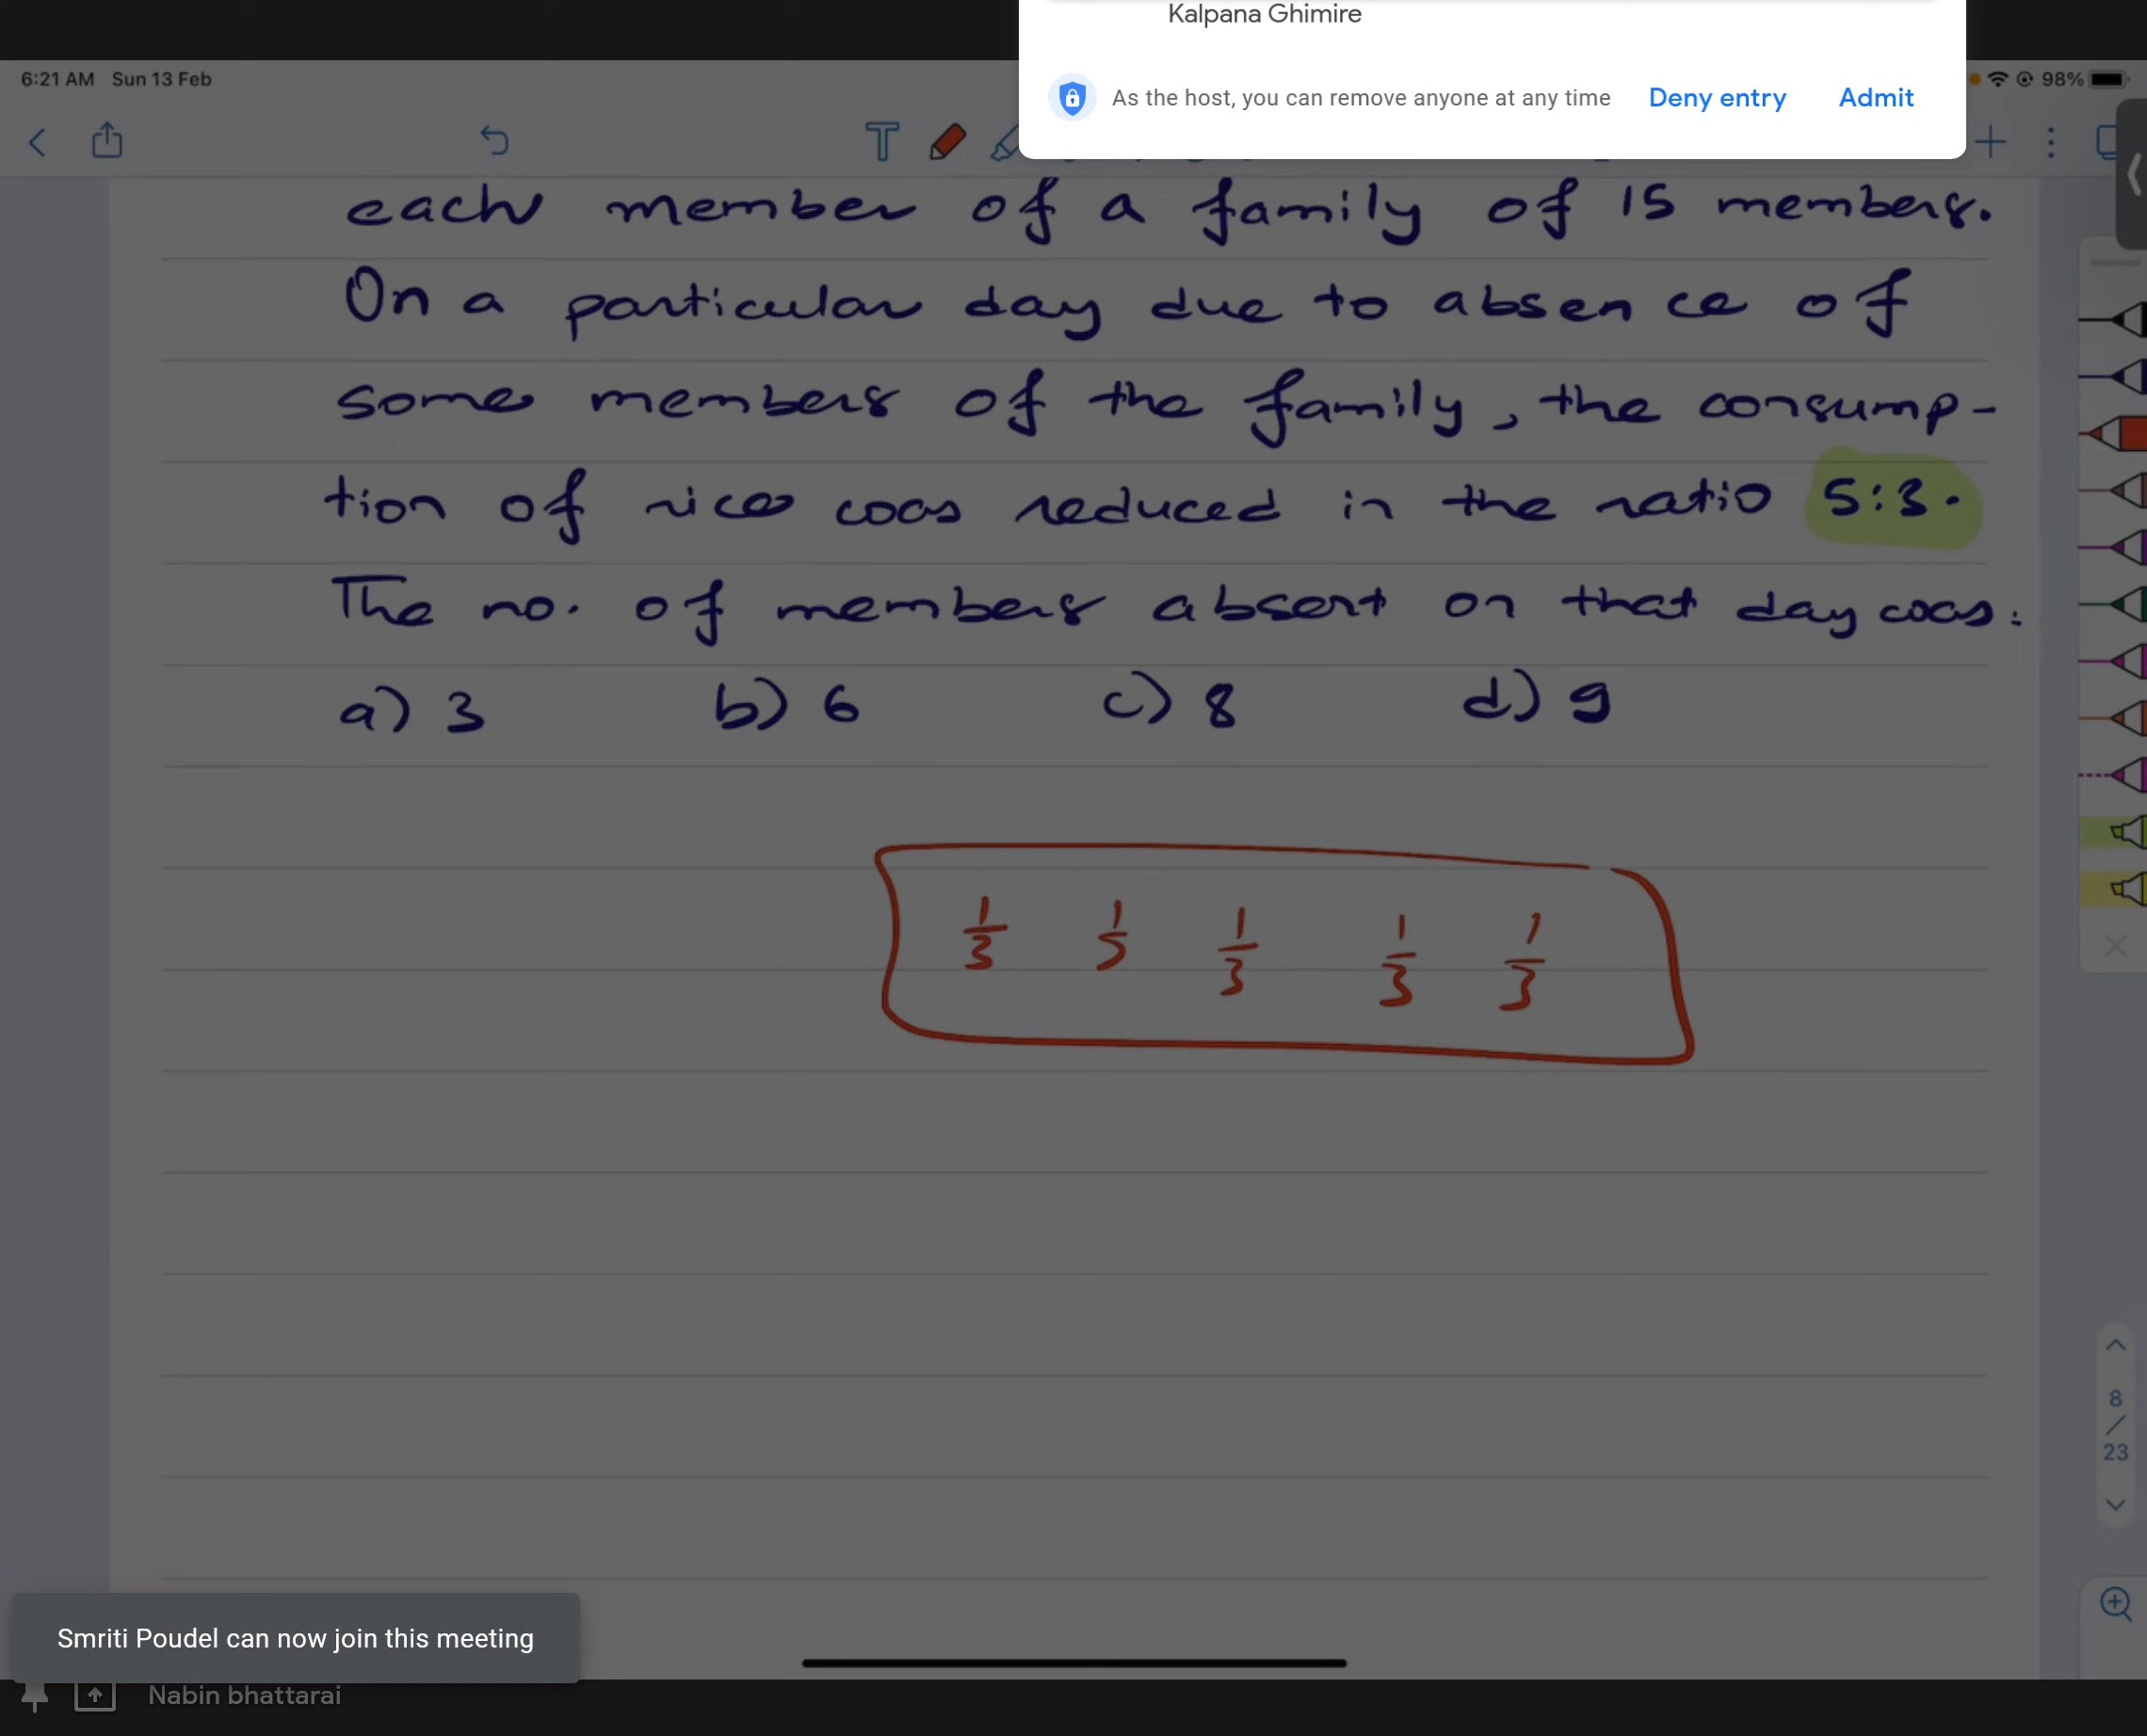 Kalpana Ghimire
6:21 AM Sun 13 Feb
98%
As the host, you can remove anyone at any time Deny entry Admit
T
each member of a family of 15 members.
On a particular day due to absence of
some members of the family, the consump-
tion of rice was reduced in the ratio 5:3.
The no. of members absent on that day was:
a) 3 b) 6 c) 8 d) 9
1/3 1/3 1/3 1/3 1/3
8
/
23
Smriti Poudel can now join this meeting
Nabin bhattarai